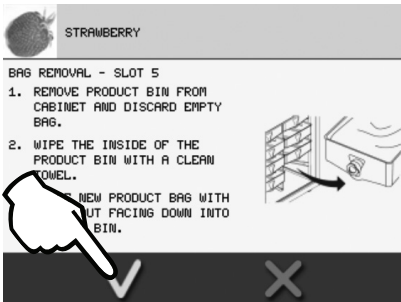 STRAWBERRY
BAG REMOVAL - SLOT 5
1. REMOVE PRODUCT BIN FROM
CABINET AND DISCARD EMPTY
BAG.
2. WIPE THE INSIDE OF THE
PRODUCT BIN WITH A CLEAN
TOWEL.
NEW PRODUCT BAG WITH
FACING DOWN INTO
BIN.